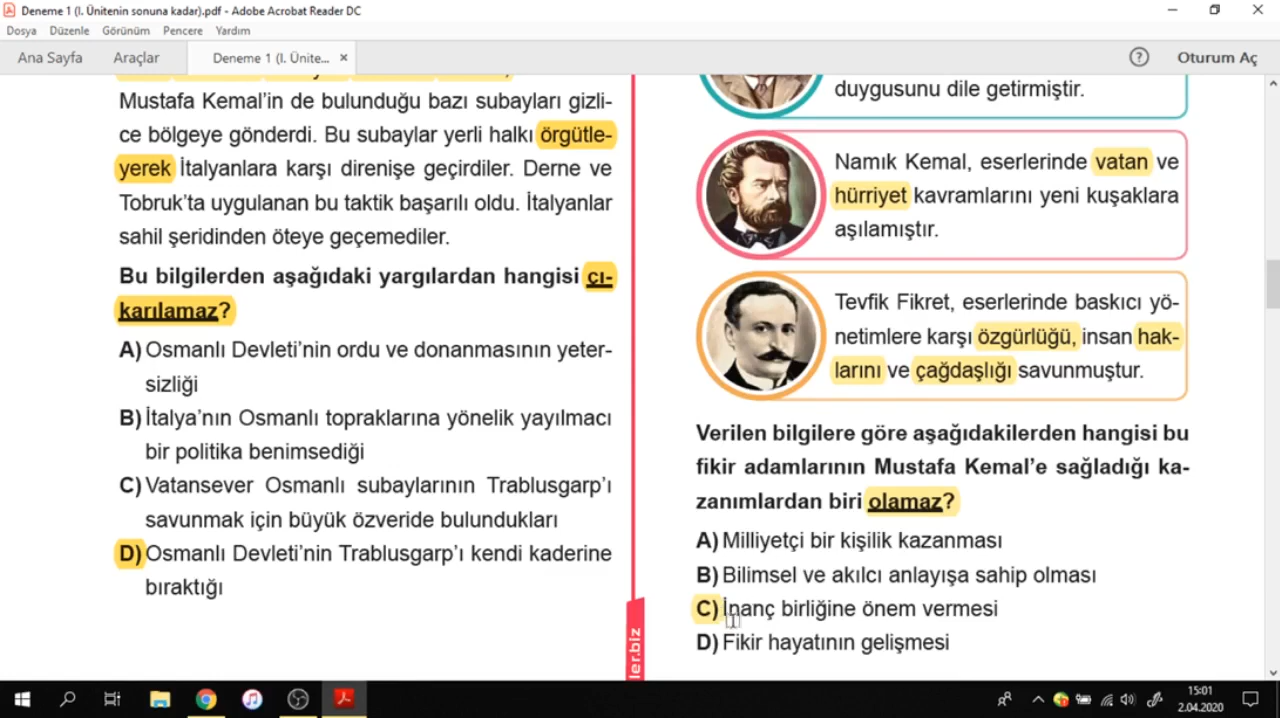 Deneme 1 (I. Ünitenin sonuna kadar).pdf - Adobe Acrobat Reader DC
Dosya Düzenle Görünüm Pencere Yardım
Ana Sayfa Araçlar Deneme 1 (I. Ünite... × ? Oturum Aç
Mustafa Kemal'in de bulunduğu bazı subayları gizli-
ce bölgeye gönderdi. Bu subaylar yerli halkı örgütle-
yerek İtalyanlara karşı direnişe geçirdiler. Derne ve
Tobruk'ta uygulanan bu taktik başarılı oldu. İtalyanlar
sahil şeridinden öteye geçemediler.
Bu bilgilerden aşağıdaki yargılardan hangisi çı-
karılamaz?
A) Osmanlı Devleti'nin ordu ve donanmasının yeter-
sizliği
B) İtalya'nın Osmanlı topraklarına yönelik yayılmacı
bir politika benimsediği
C) Vatansever Osmanlı subaylarının Trablusgarp'ı
savunmak için büyük özveride bulundukları
D) Osmanlı Devleti'nin Trablusgarp'ı kendi kaderine
bıraktığı
ler.biz
duygusunu dile getirmiştir.
Namık Kemal, eserlerinde vatan ve
hürriyet kavramlarını yeni kuşaklara
aşılamıştır.
Tevfik Fikret, eserlerinde baskıcı yö-
netimlere karşı özgürlüğü, insan hak-
larını ve çağdaşlığı savunmuştur.
Verilen bilgilere göre aşağıdakilerden hangisi bu
fikir adamlarının Mustafa Kemal'e sağladığı ka-
zanımlardan biri olamaz?
A) Milliyetçi bir kişilik kazanması
B) Bilimsel ve akılcı anlayışa sahip olması
C) İnanç birliğine önem vermesi
D) Fikir hayatının gelişmesi
15:01
2.04.2020